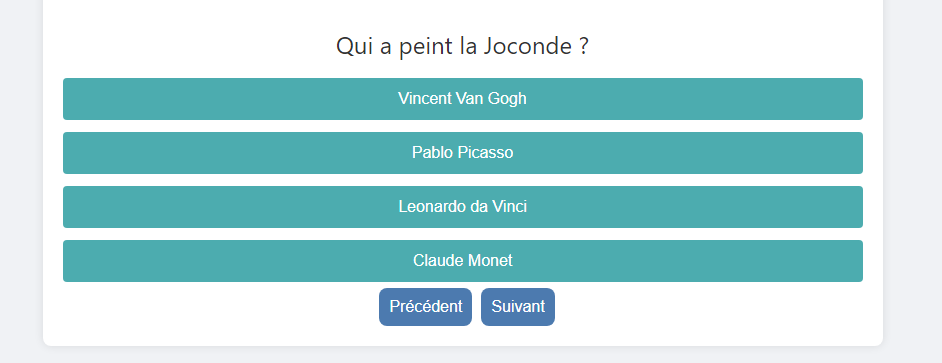 Qui a peint la Joconde ?
Vincent Van Gogh
Pablo Picasso
Leonardo da Vinci
Claude Monet
Précédent Suivant